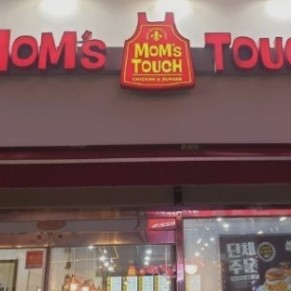 MOM'S TOUC
MOM'S
TOUCH
CHICKEN & BURGER
단체
주문